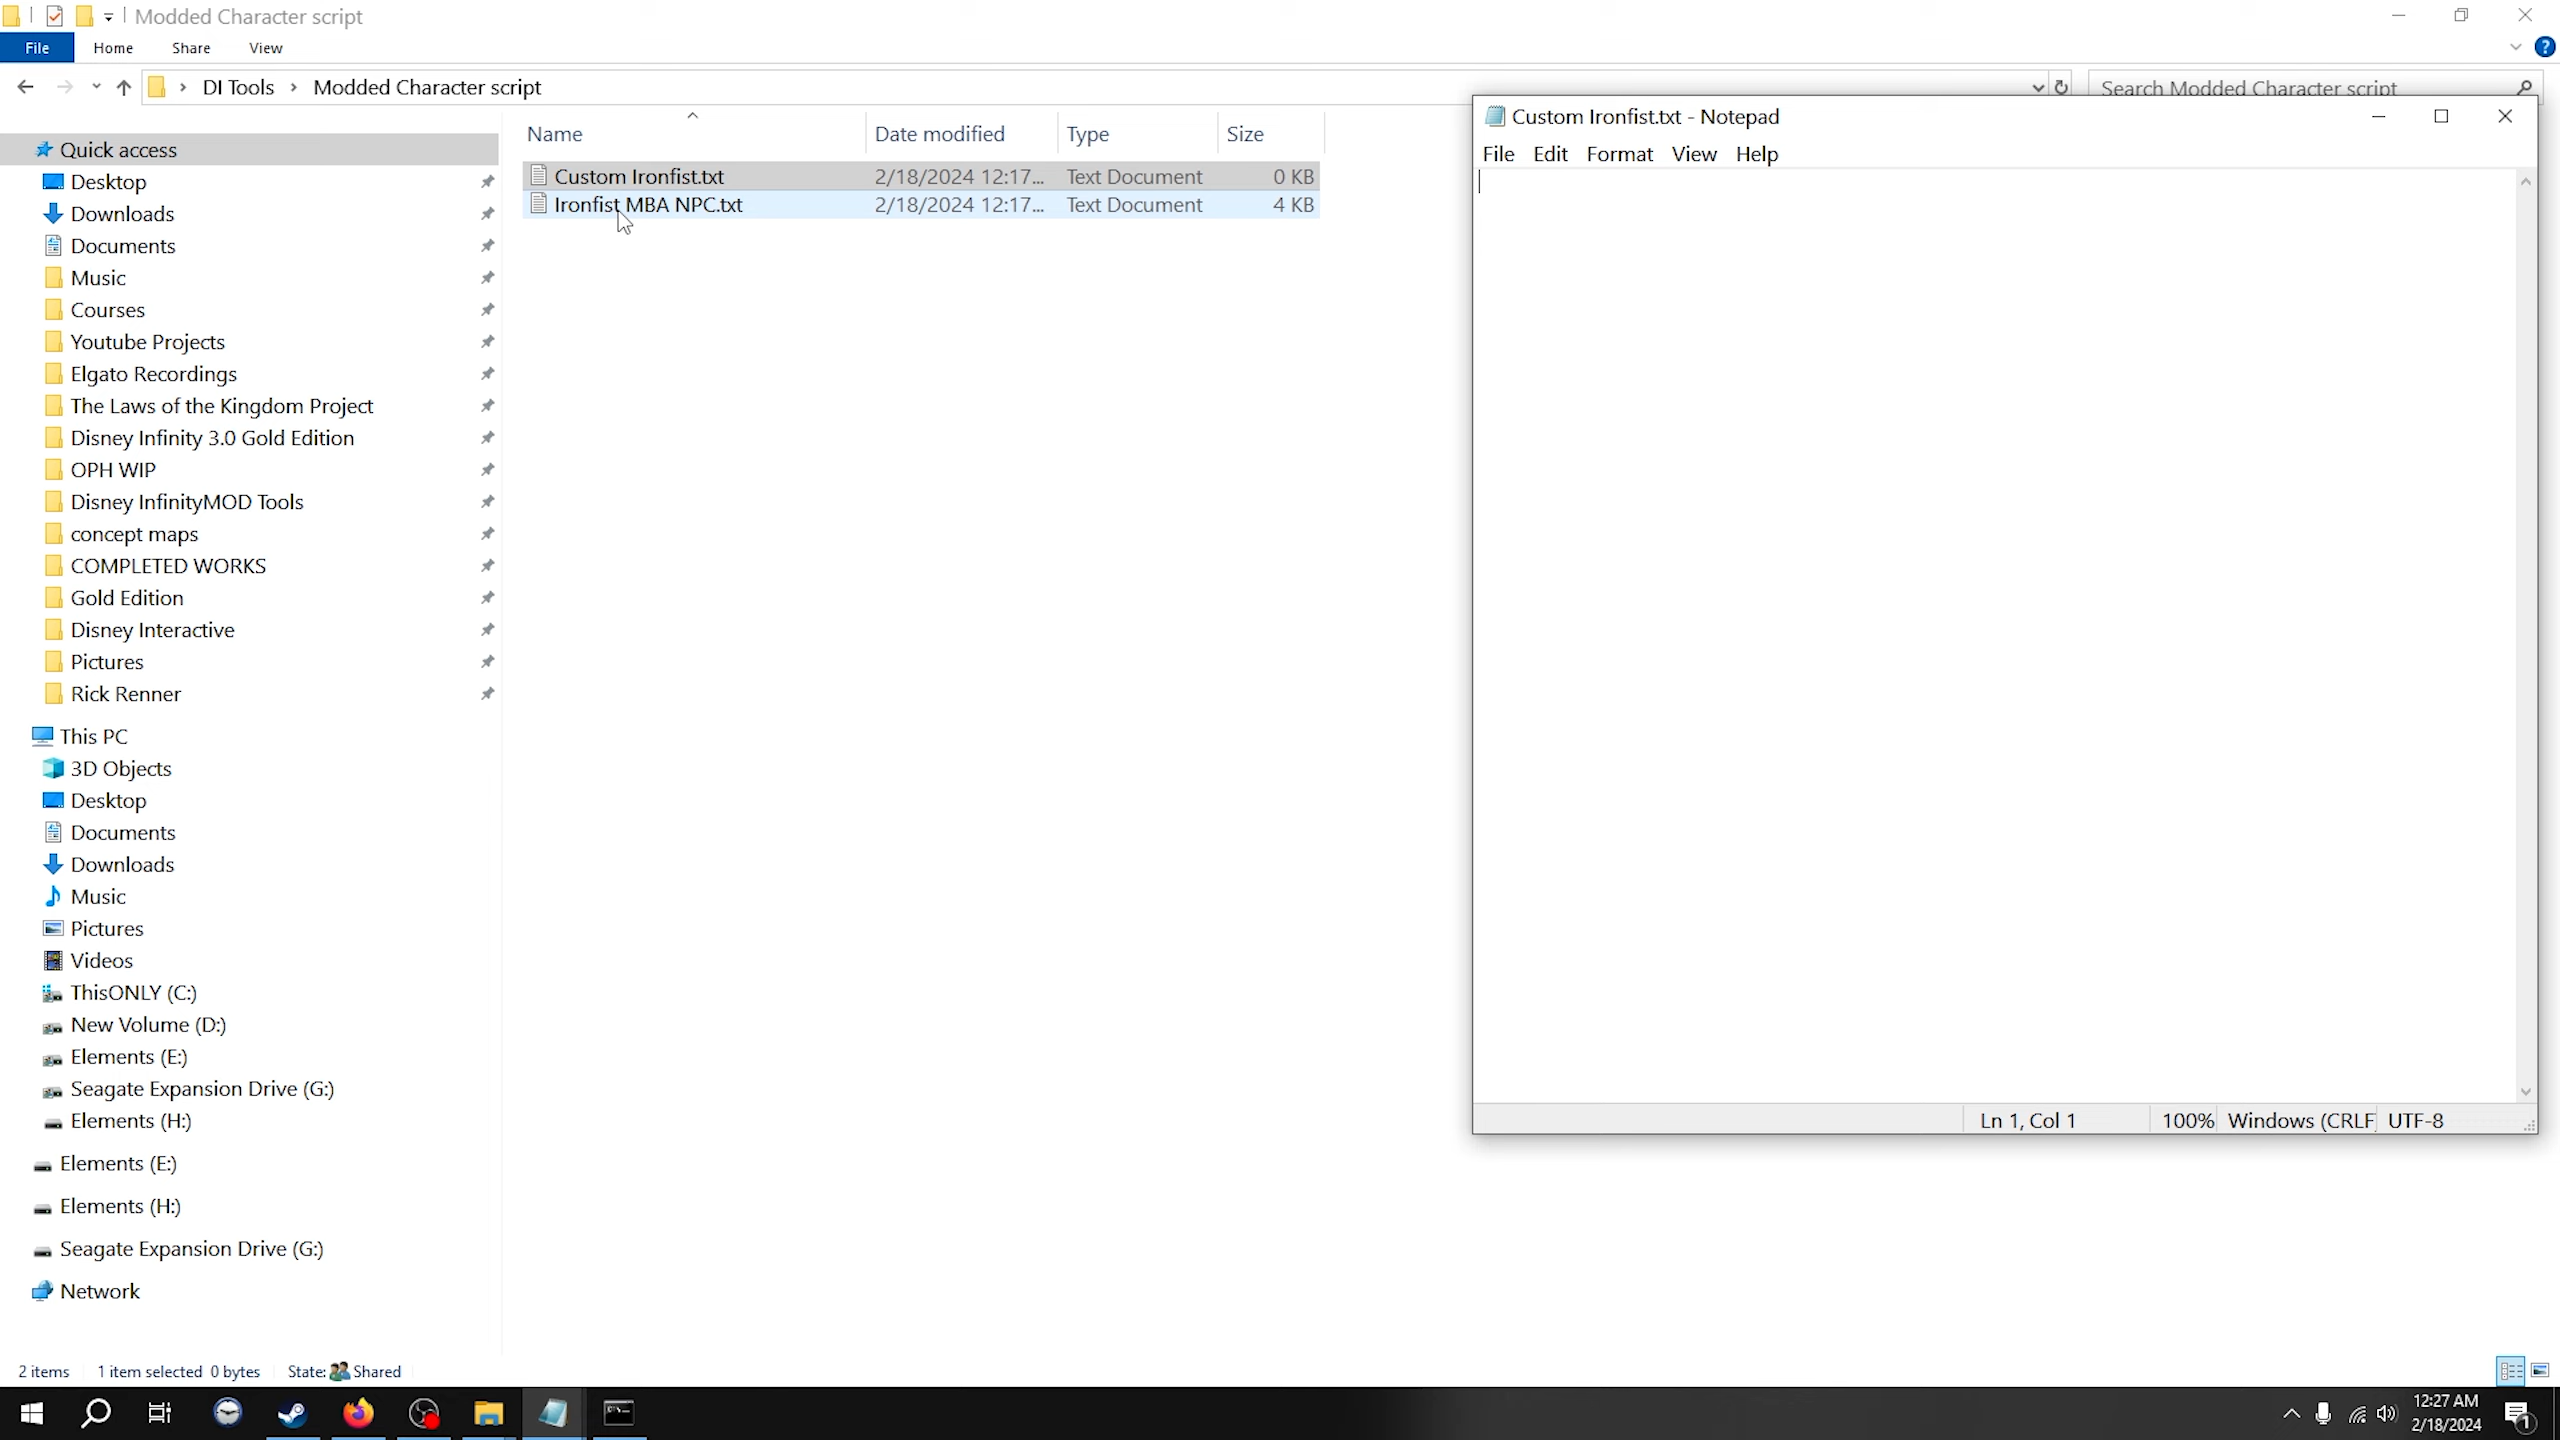 Modded Character script
File Home Share View
DI Tools Modded Character script
Search Modded Character script
Name Date modified Type Size
Custom Ironfist.txt 2/18/2024 12:17... Text Document 0 KB
Ironfist MBA NPC.txt 2/18/2024 12:17... Text Document 4 KB
Quick access
Desktop
Downloads
Documents
Music
Courses
Youtube Projects
Elgato Recordings
The Laws of the Kingdom Project
Disney Infinity 3.0 Gold Edition
OPH WIP
Disney InfinityMOD Tools
concept maps
COMPLETED WORKS
Gold Edition
Disney Interactive
Pictures
Rick Renner
This PC
3D Objects
Desktop
Documents
Downloads
Music
Pictures
Videos
ThisONLY (C:)
New Volume (D:)
Elements (E:)
Seagate Expansion Drive (G:)
Elements (H:)
Elements (E:)
Elements (H:)
Seagate Expansion Drive (G:)
Network
Custom Ironfist.txt - Notepad
File Edit Format View Help
Ln 1, Col 1 100% Windows (CRLF UTF-8
2 items 1 item selected 0 bytes State: Shared
12:27 AM
2/18/2024
1